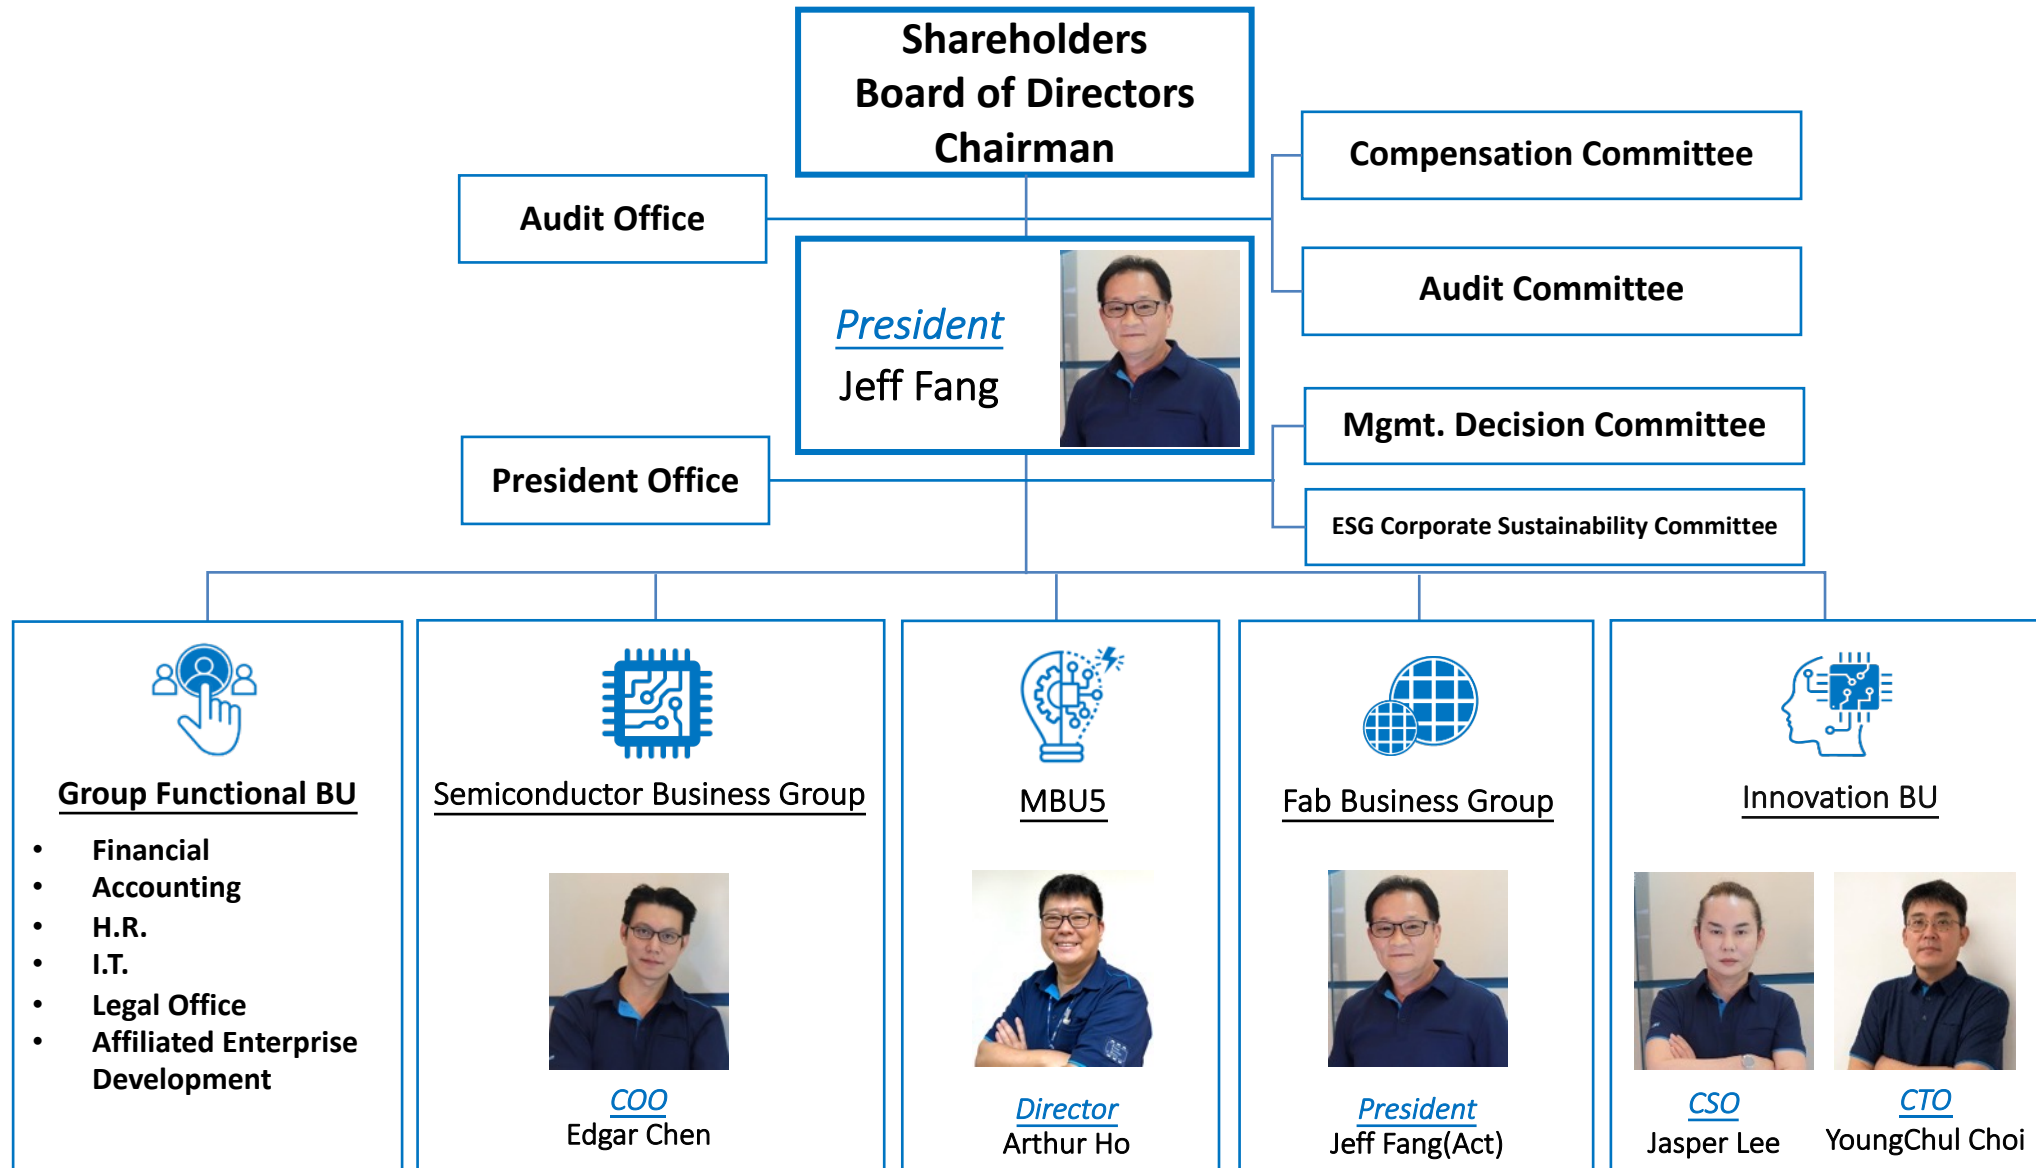 Shareholders
Board of Directors
Chairman
Compensation Committee
Audit Office
Audit Committee
President
Jeff Fang
Mgmt. Decision Committee
President Office
ESG Corporate Sustainability Committee
Group Functional BU
• Financial
• Accounting
• H.R.
• I.T.
• Legal Office
• Affiliated Enterprise
Development
Semiconductor Business Group
COO
Edgar Chen
MBU5
Director
Arthur Ho
Fab Business Group
President
Jeff Fang(Act)
Innovation BU
CSO
Jasper Lee
CTO
YoungChul Choi